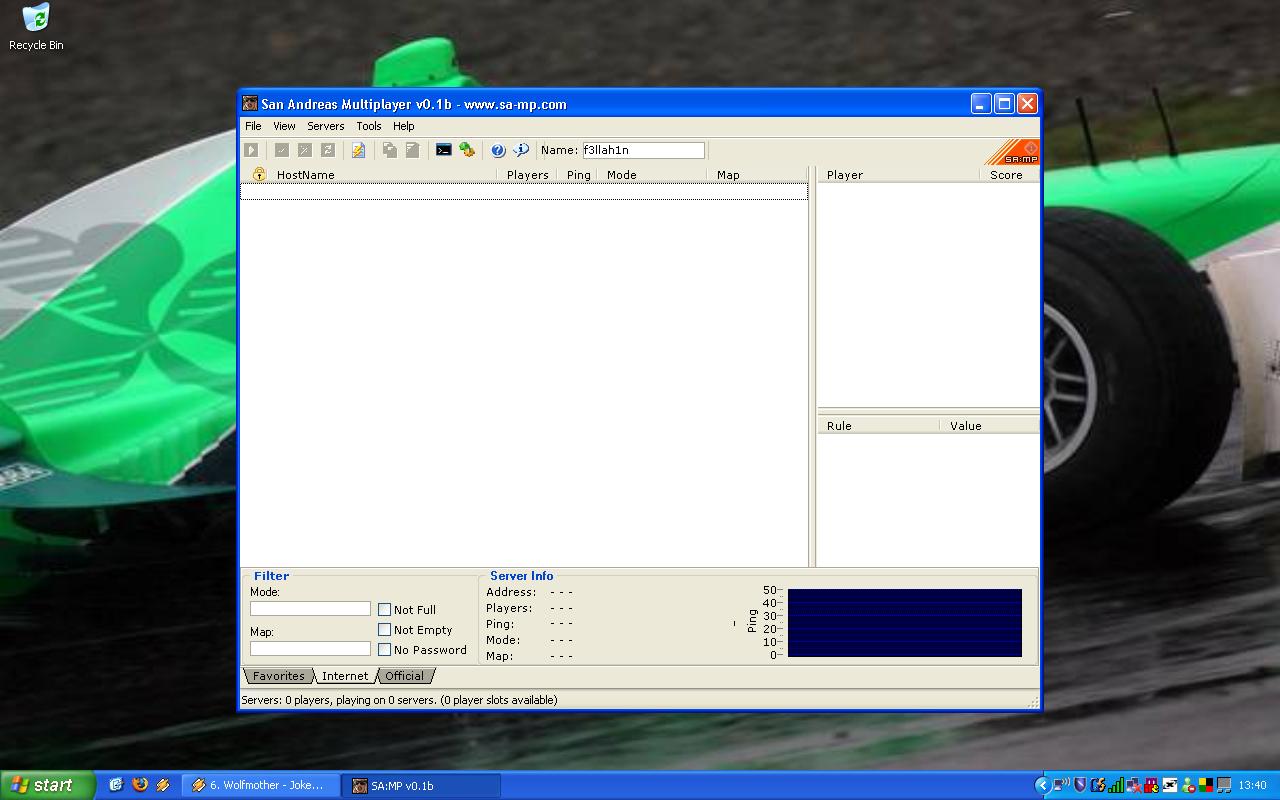 Recycle Bin
San Andreas Multiplayer v0.1b - www.sa-mp.com
File View Servers Tools Help
Name: f3llah1n
SA:MP
HostName Players Ping Mode Map
Player Score
Rule Value
Filter
Mode:
Map:
Not Full
Not Empty
No Password
Server Info
Address: - - -
Players: - - -
Ping: - - -
Mode: - - -
Map: - - -
-
Ping
50
40
30
20
10
0
Favorites Internet Official
Servers: 0 players, playing on 0 servers. (0 player slots available)
start
6. Wolfmother - Joke...
SA:MP v0.1b
13:40